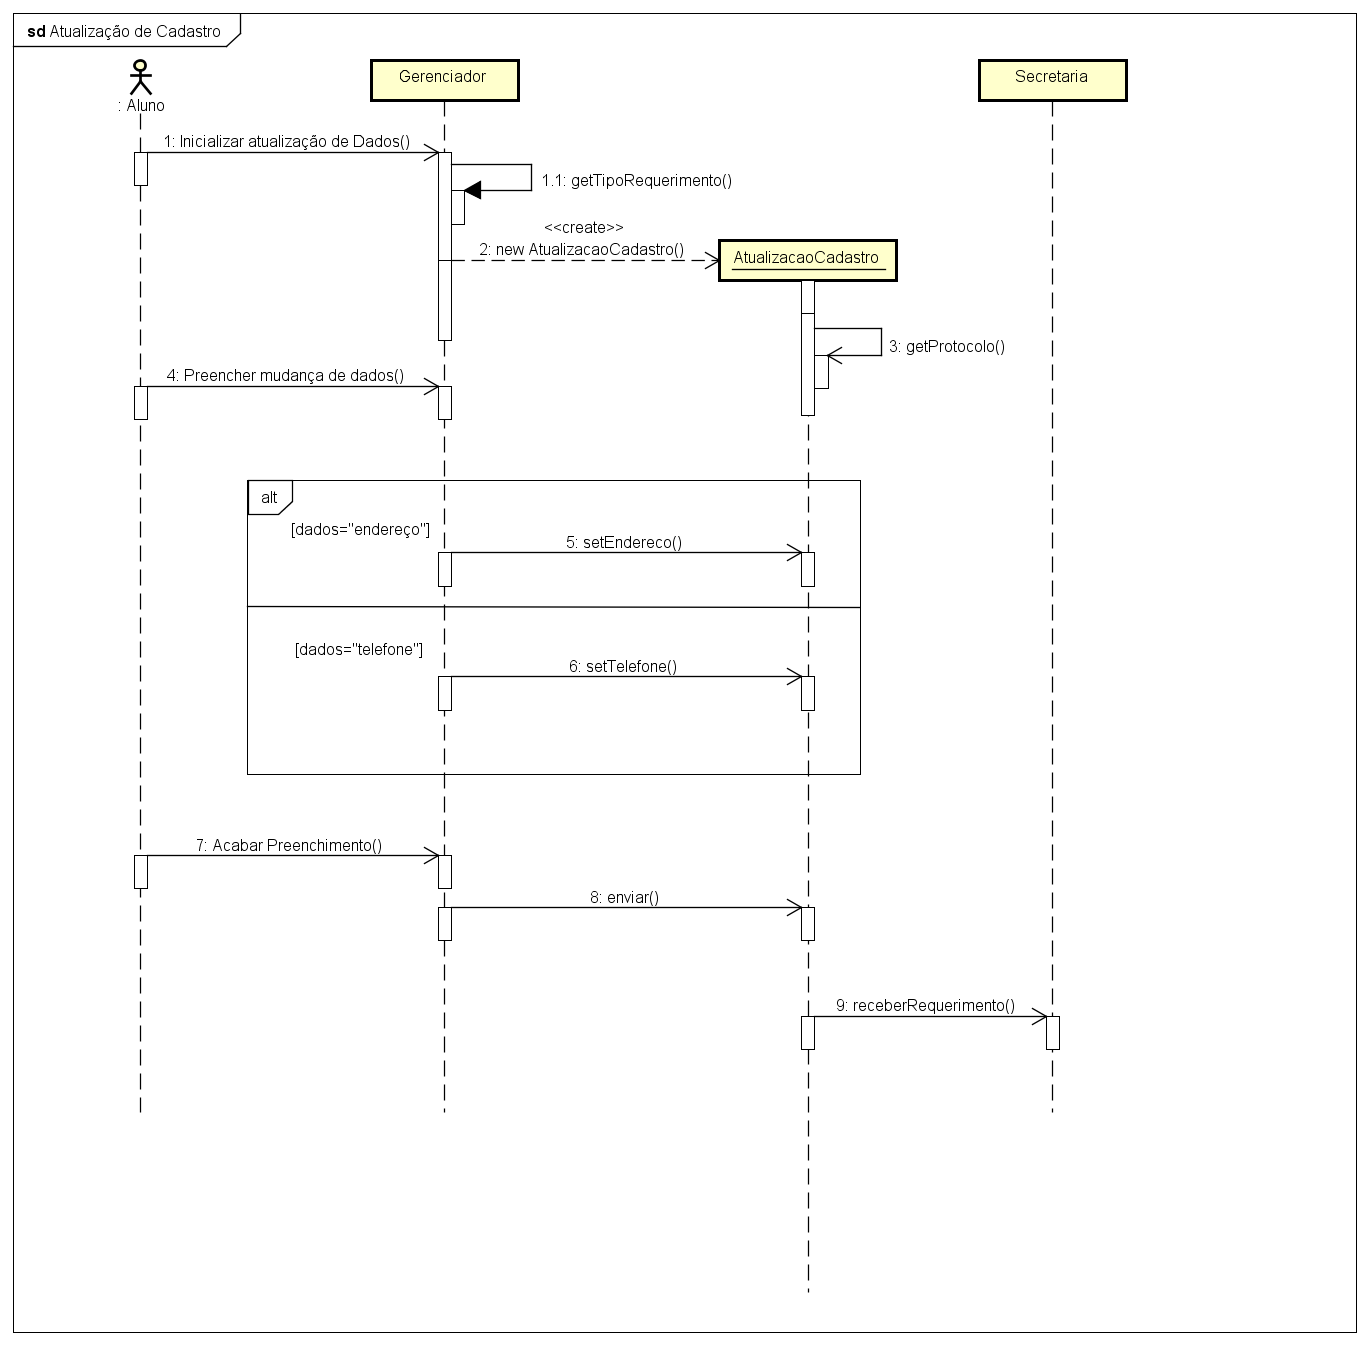 sd Atualização de Cadastro
: Aluno
Gerenciador
Secretaria
1: Inicializar atualização de Dados()
1.1: getTipoRequerimento()
<<create>>
2: new AtualizacaoCadastro()
AtualizacaoCadastro
3: getProtocolo()
4: Preencher mudança de dados()
alt
[dados="endereço"]
5: setEndereco()
[dados="telefone"]
6: setTelefone()
7: Acabar Preenchimento()
8: enviar()
9: receberRequerimento()